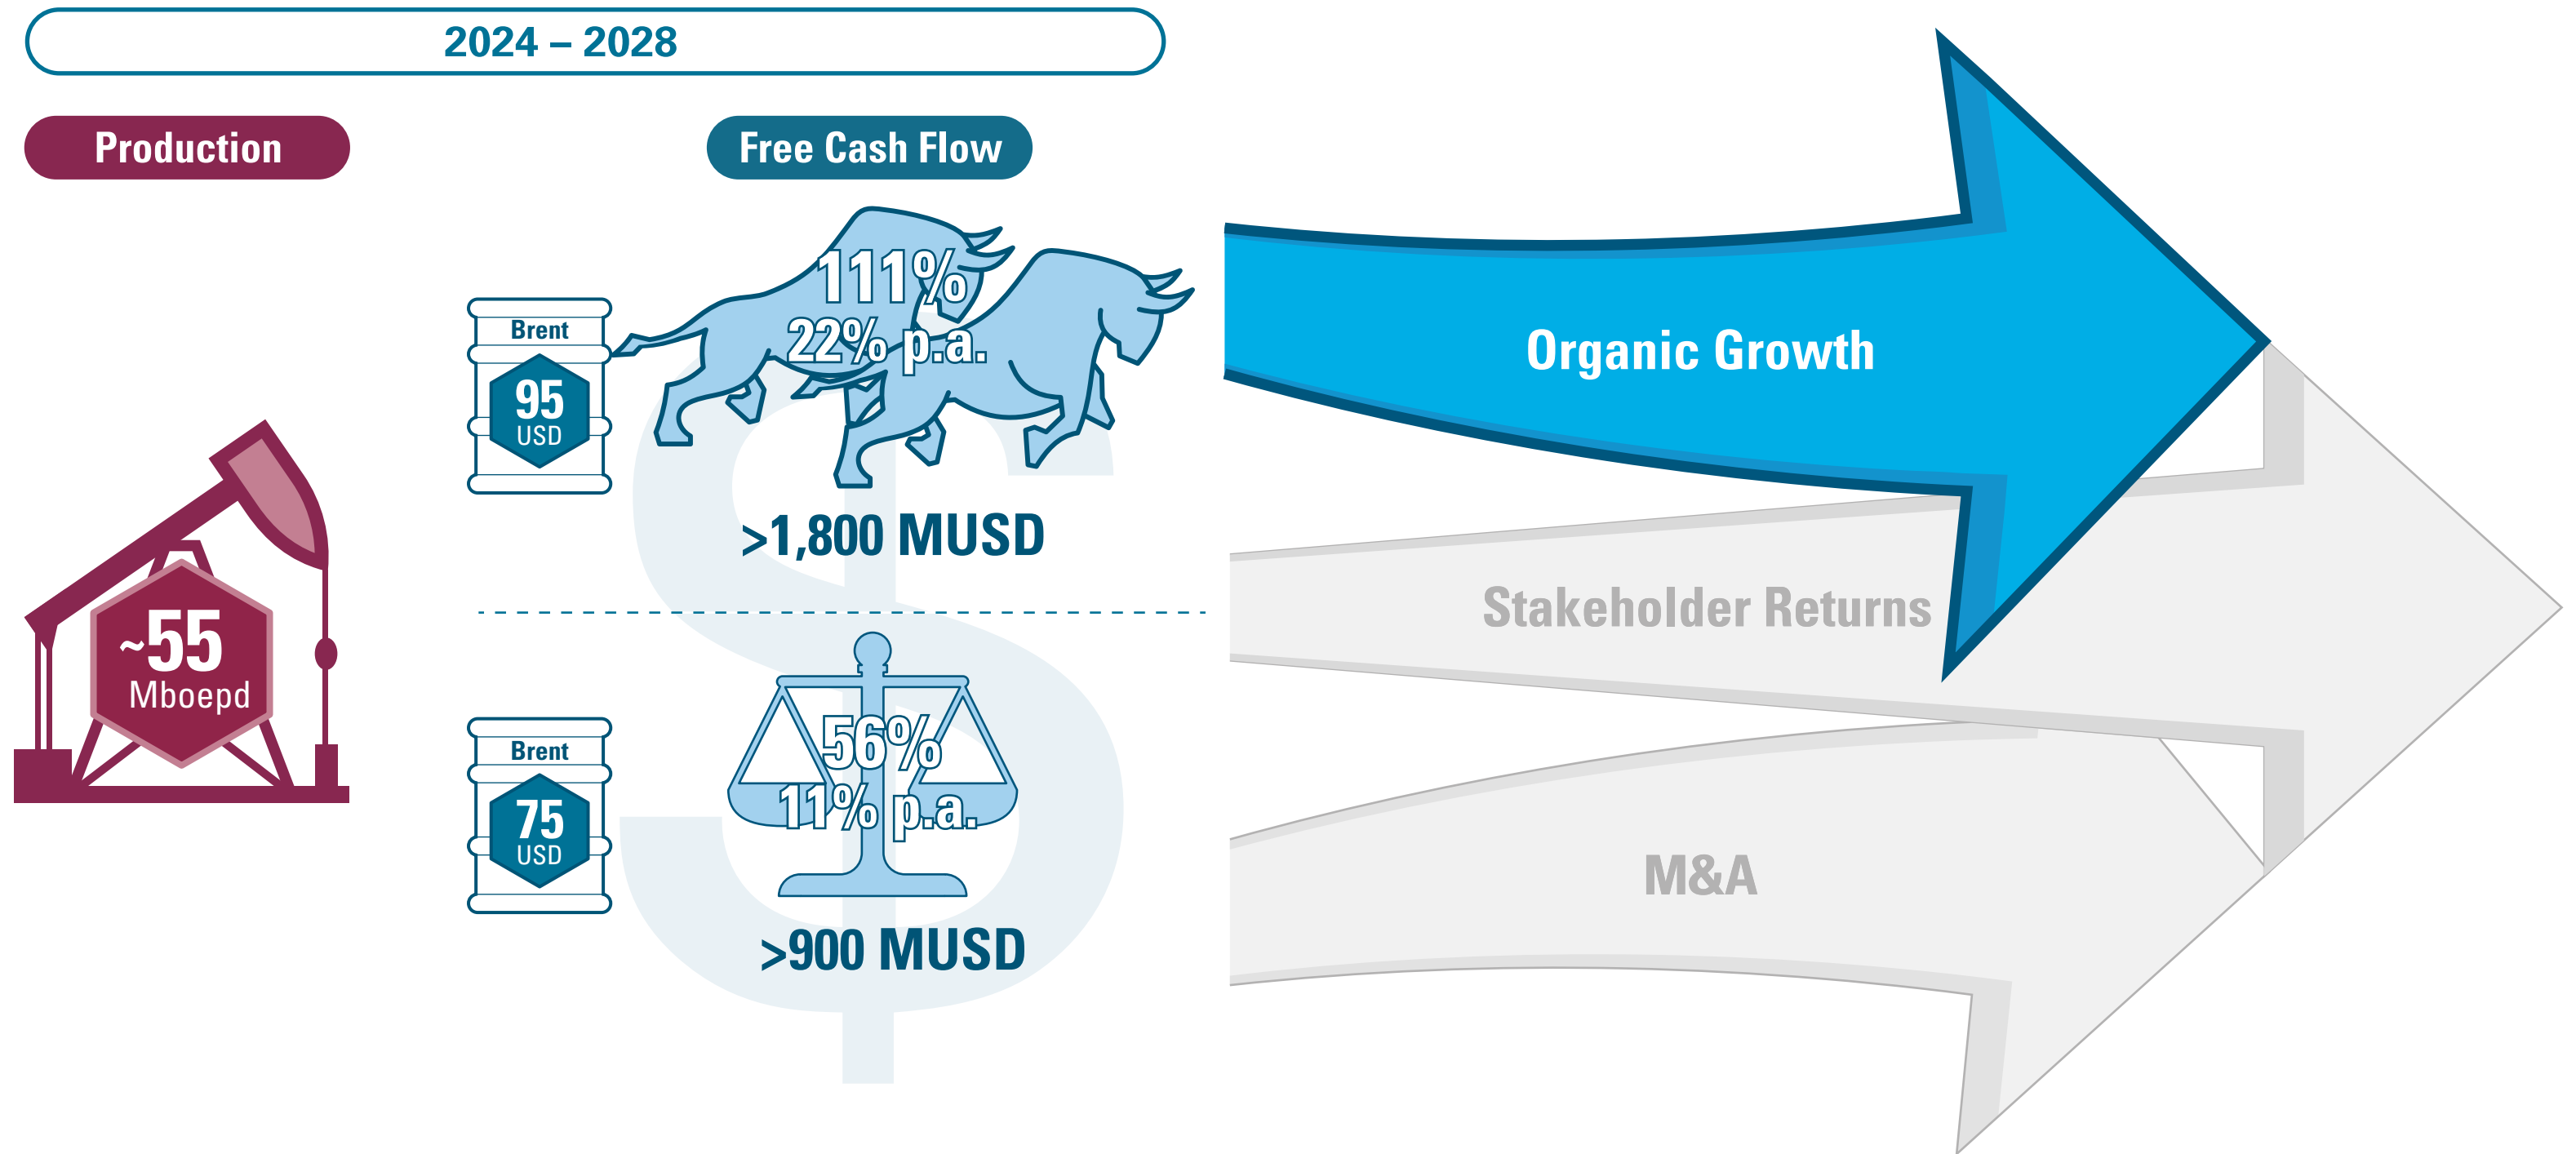 2024 – 2028
Production
Free Cash Flow
Brent
95
USD
111%
22% p.a.
>1,800 MUSD
~55
Mboepd
Brent
75
USD
56%
11% p.a.
>900 MUSD
Organic Growth
Stakeholder Returns
M&A